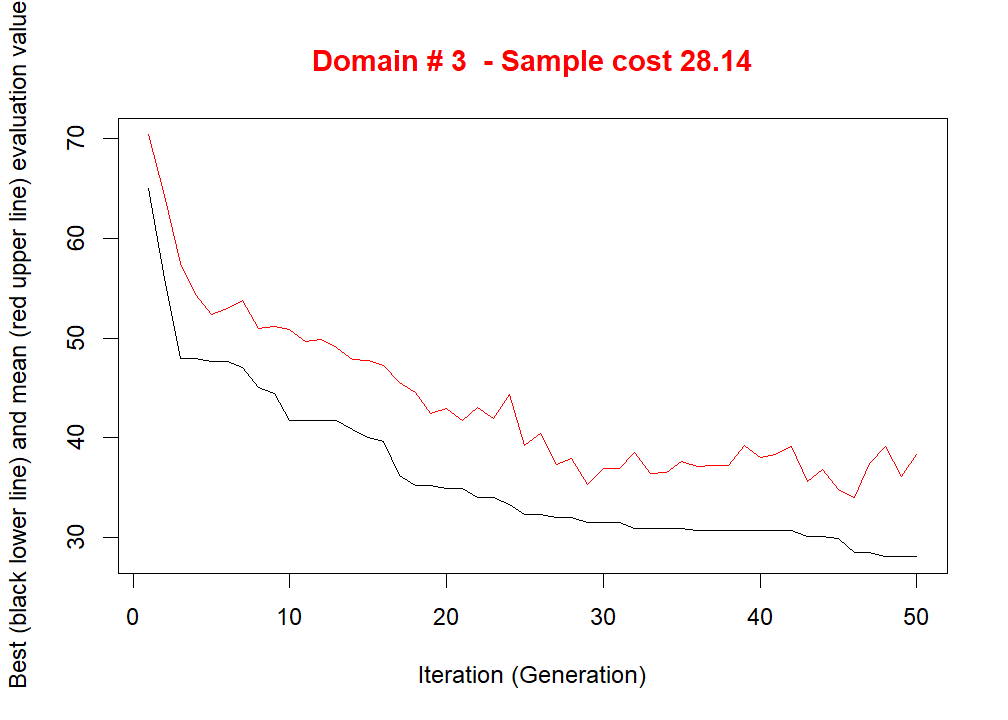 Domain # 3  - Sample cost 28.14
Best (black lower line) and mean (red upper line) evaluation value
70
60
50
40
30
0 10 20 30 40 50
Iteration (Generation)